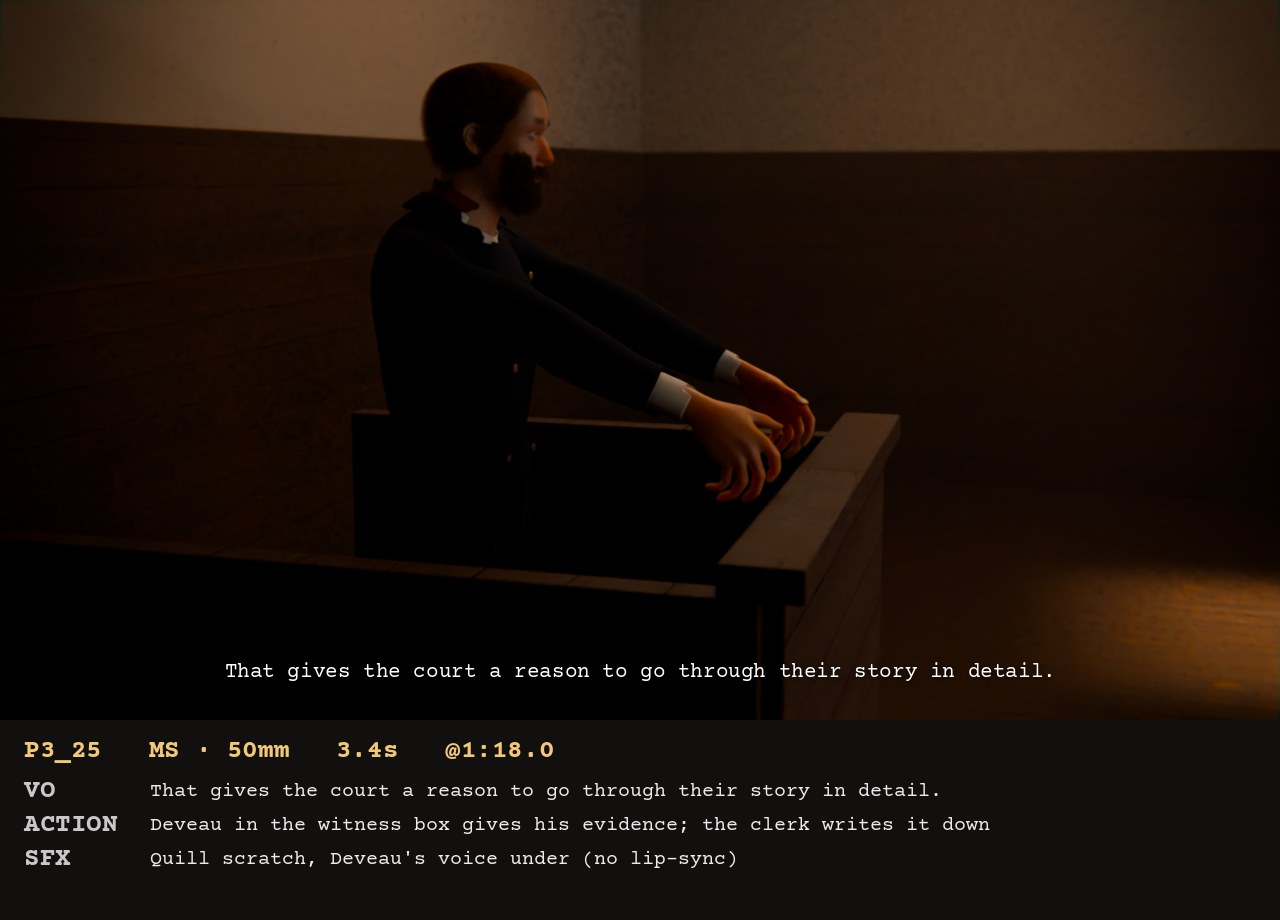 That gives the court a reason to go through their story in detail.
P3_25 MS · 50mm 3.4s @1:18.0
VO That gives the court a reason to go through their story in detail.
ACTION Deveau in the witness box gives his evidence; the clerk writes it down
SFX Quill scratch, Deveau's voice under (no lip-sync)